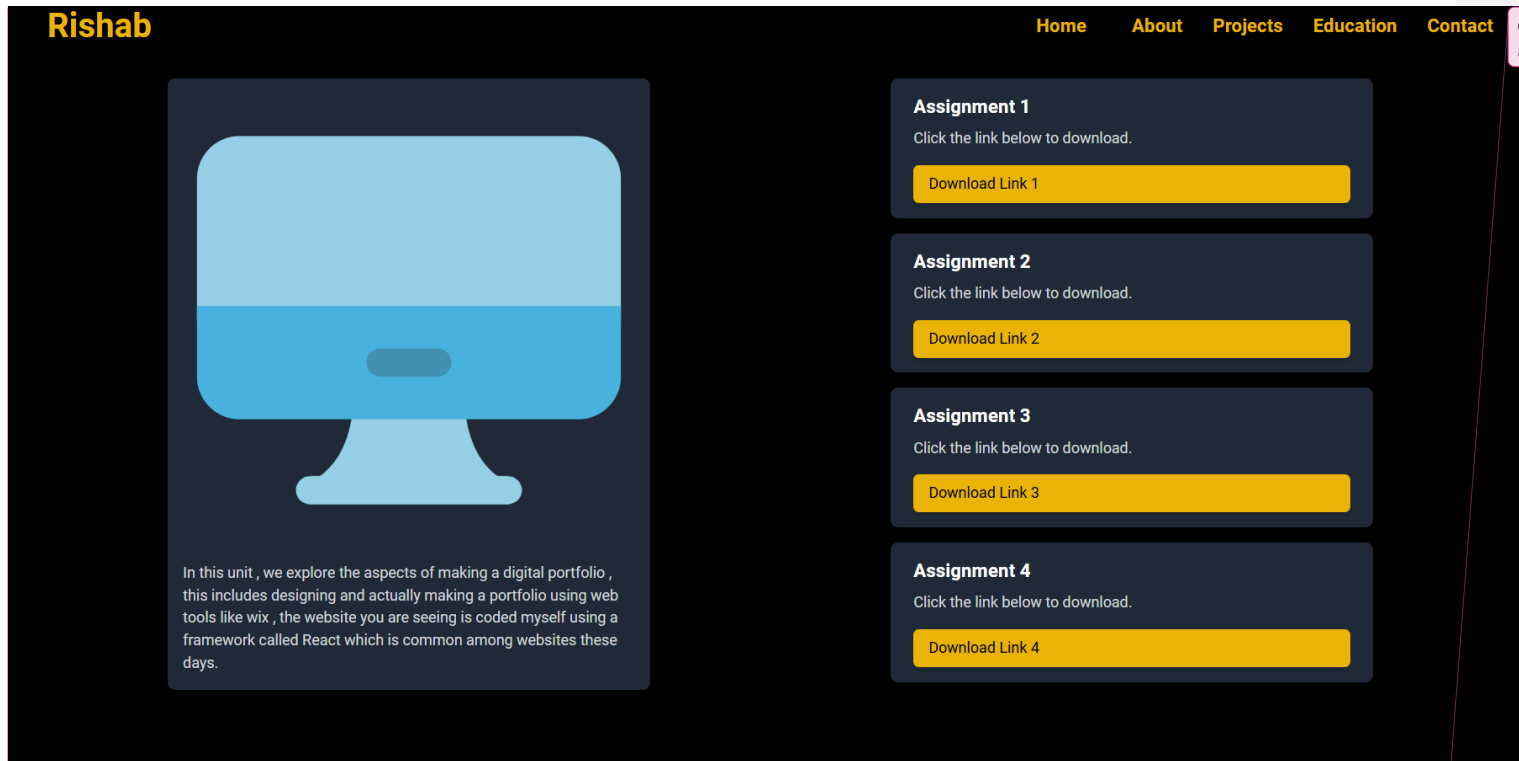 Rishab
Home About Projects Education Contact
In this unit , we explore the aspects of making a digital portfolio ,
this includes designing and actually making a portfolio using web
tools like wix , the website you are seeing is coded myself using a
framework called React which is common among websites these
days.
Assignment 1
Click the link below to download.
Download Link 1
Assignment 2
Click the link below to download.
Download Link 2
Assignment 3
Click the link below to download.
Download Link 3
Assignment 4
Click the link below to download.
Download Link 4